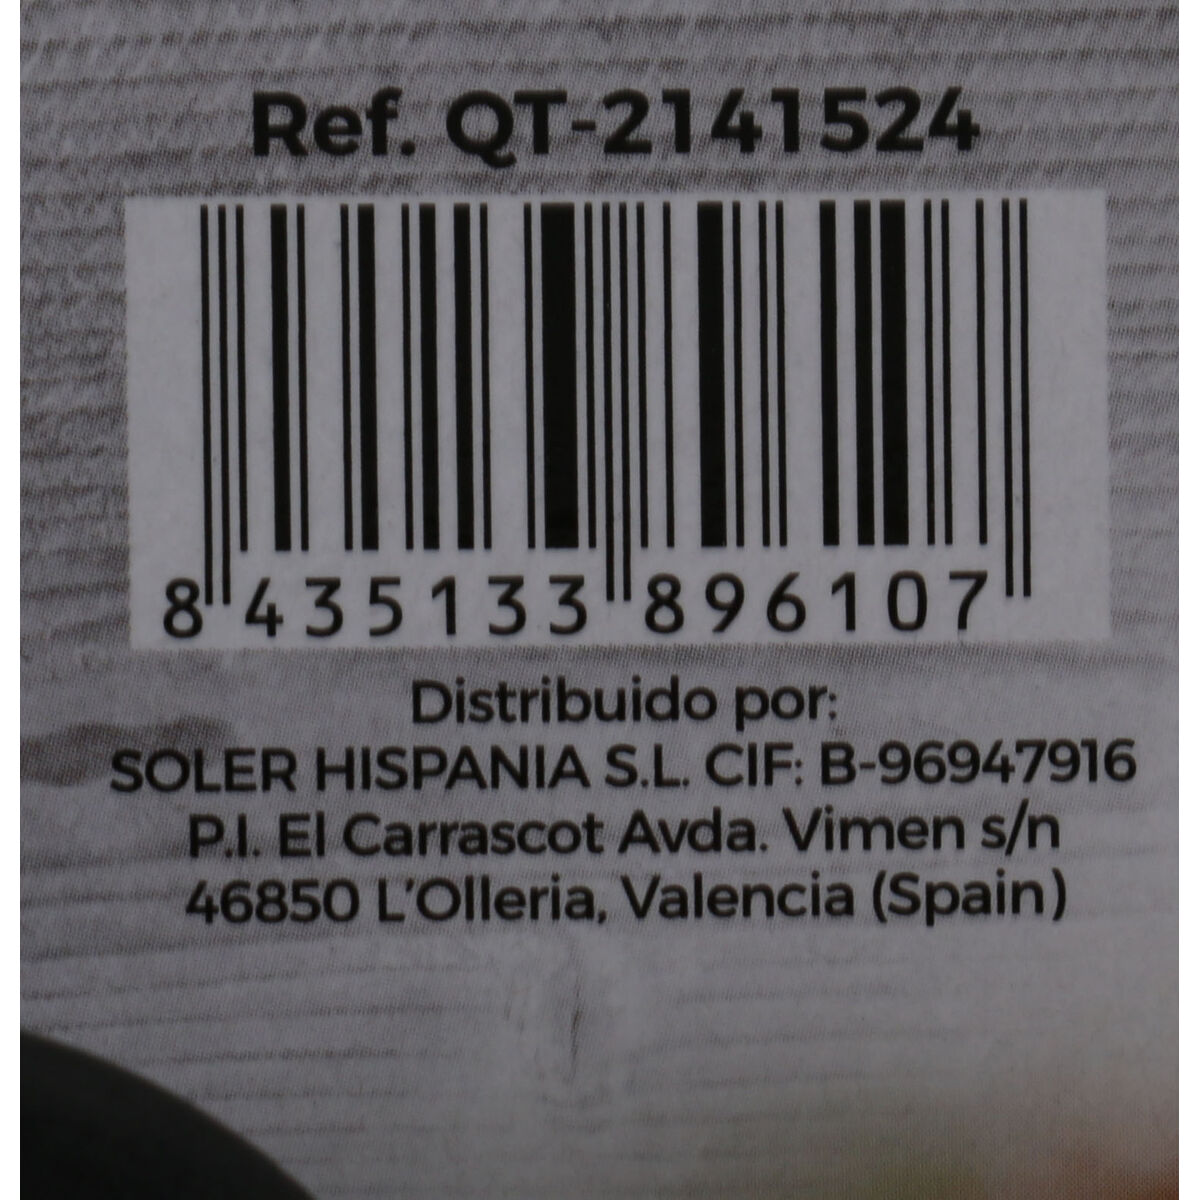 Ref. QT-2141524
8 435133 896107
Distribuido por:
SOLER HISPANIA S.L. CIF: B-96947916
P.I. El Carrascot Avda. Vimen s/n
46850 L'Olleria, Valencia (Spain)